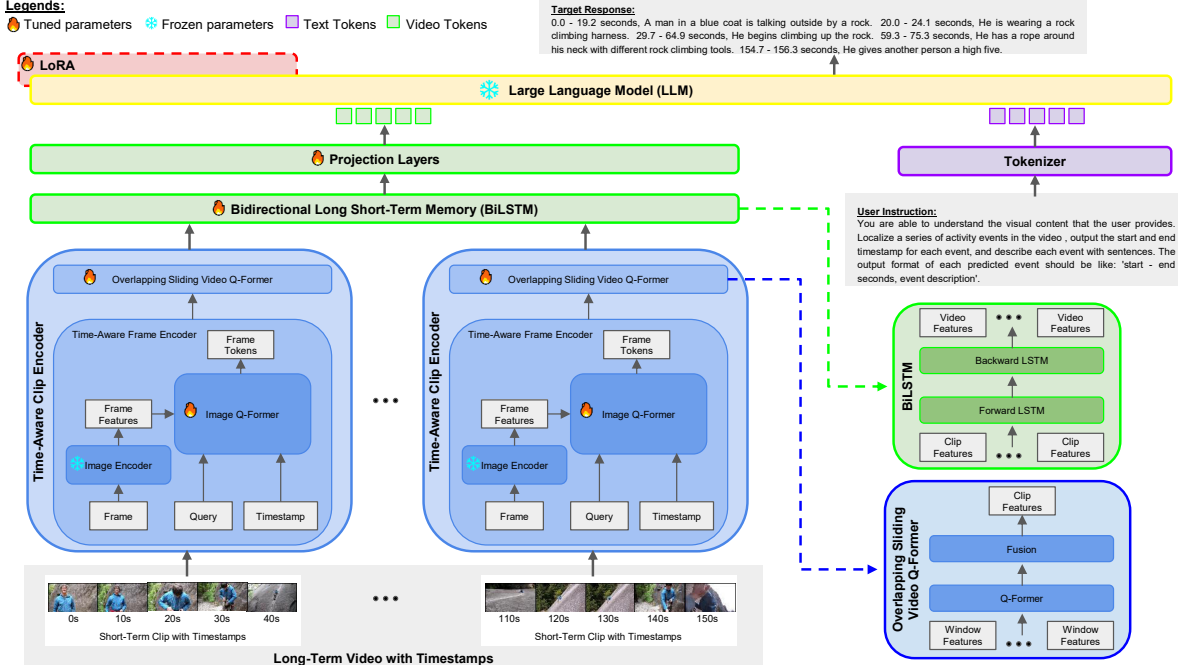 Legends:
Tuned parameters
Frozen parameters
Text Tokens
Video Tokens
Target Response:
0.0 - 19.2 seconds, A man in a blue coat is talking outside by a rock. 20.0 - 24.1 seconds, He is wearing a rock
climbing harness. 29.7 - 64.9 seconds, He begins climbing up the rock. 59.3 - 75.3 seconds, He has a rope around
his neck with different rock climbing tools. 154.7 - 156.3 seconds, He gives another person a high five.
LoRA
Large Language Model (LLM)
Projection Layers
Tokenizer
Bidirectional Long Short-Term Memory (BiLSTM)
User Instruction:
You are able to understand the visual content that the user provides.
Localize a series of activity events in the video , output the start and end
timestamp for each event, and describe each event with sentences. The
output format of each predicted event should be like: 'start - end
seconds, event description'.
Time-Aware Clip Encoder
Overlapping Sliding Video Q-Former
Time-Aware Frame Encoder
Frame
Tokens
Frame
Features
Image Q-Former
Image Encoder
Frame
Query
Timestamp
Time-Aware Clip Encoder
Overlapping Sliding Video Q-Former
Time-Aware Frame Encoder
Frame
Tokens
Frame
Features
Image Q-Former
Image Encoder
Frame
Query
Timestamp
BiLSTM
Video
Features
Video
Features
Backward LSTM
Forward LSTM
Clip
Features
Clip
Features
Overlapping Sliding
Video Q-Former
Clip
Features
Fusion
Q-Former
Window
Features
Window
Features
0s
10s
20s
30s
40s
Short-Term Clip with Timestamps
110s
120s
130s
140s
150s
Short-Term Clip with Timestamps
Long-Term Video with Timestamps